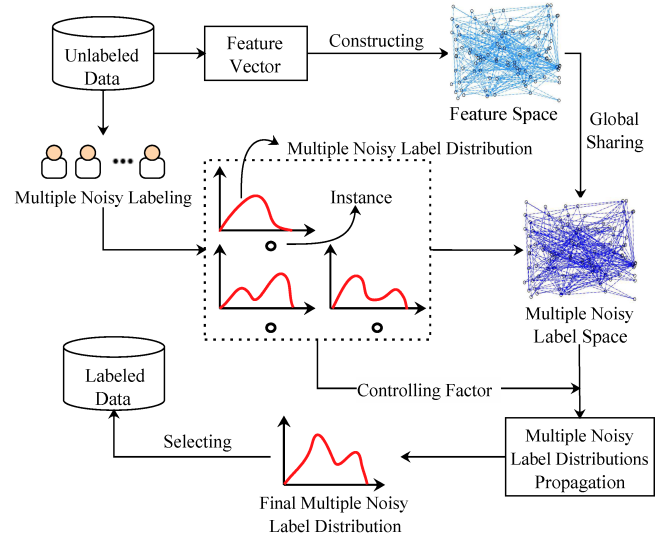 Unlabeled
Data
Feature
Vector
Constructing
Feature Space
Global
Sharing
Multiple Noisy Labeling
Multiple Noisy Label Distribution
Instance
Multiple Noisy
Label Space
Controlling Factor
Labeled
Data
Selecting
Final Multiple Noisy
Label Distribution
Multiple Noisy
Label Distributions
Propagation